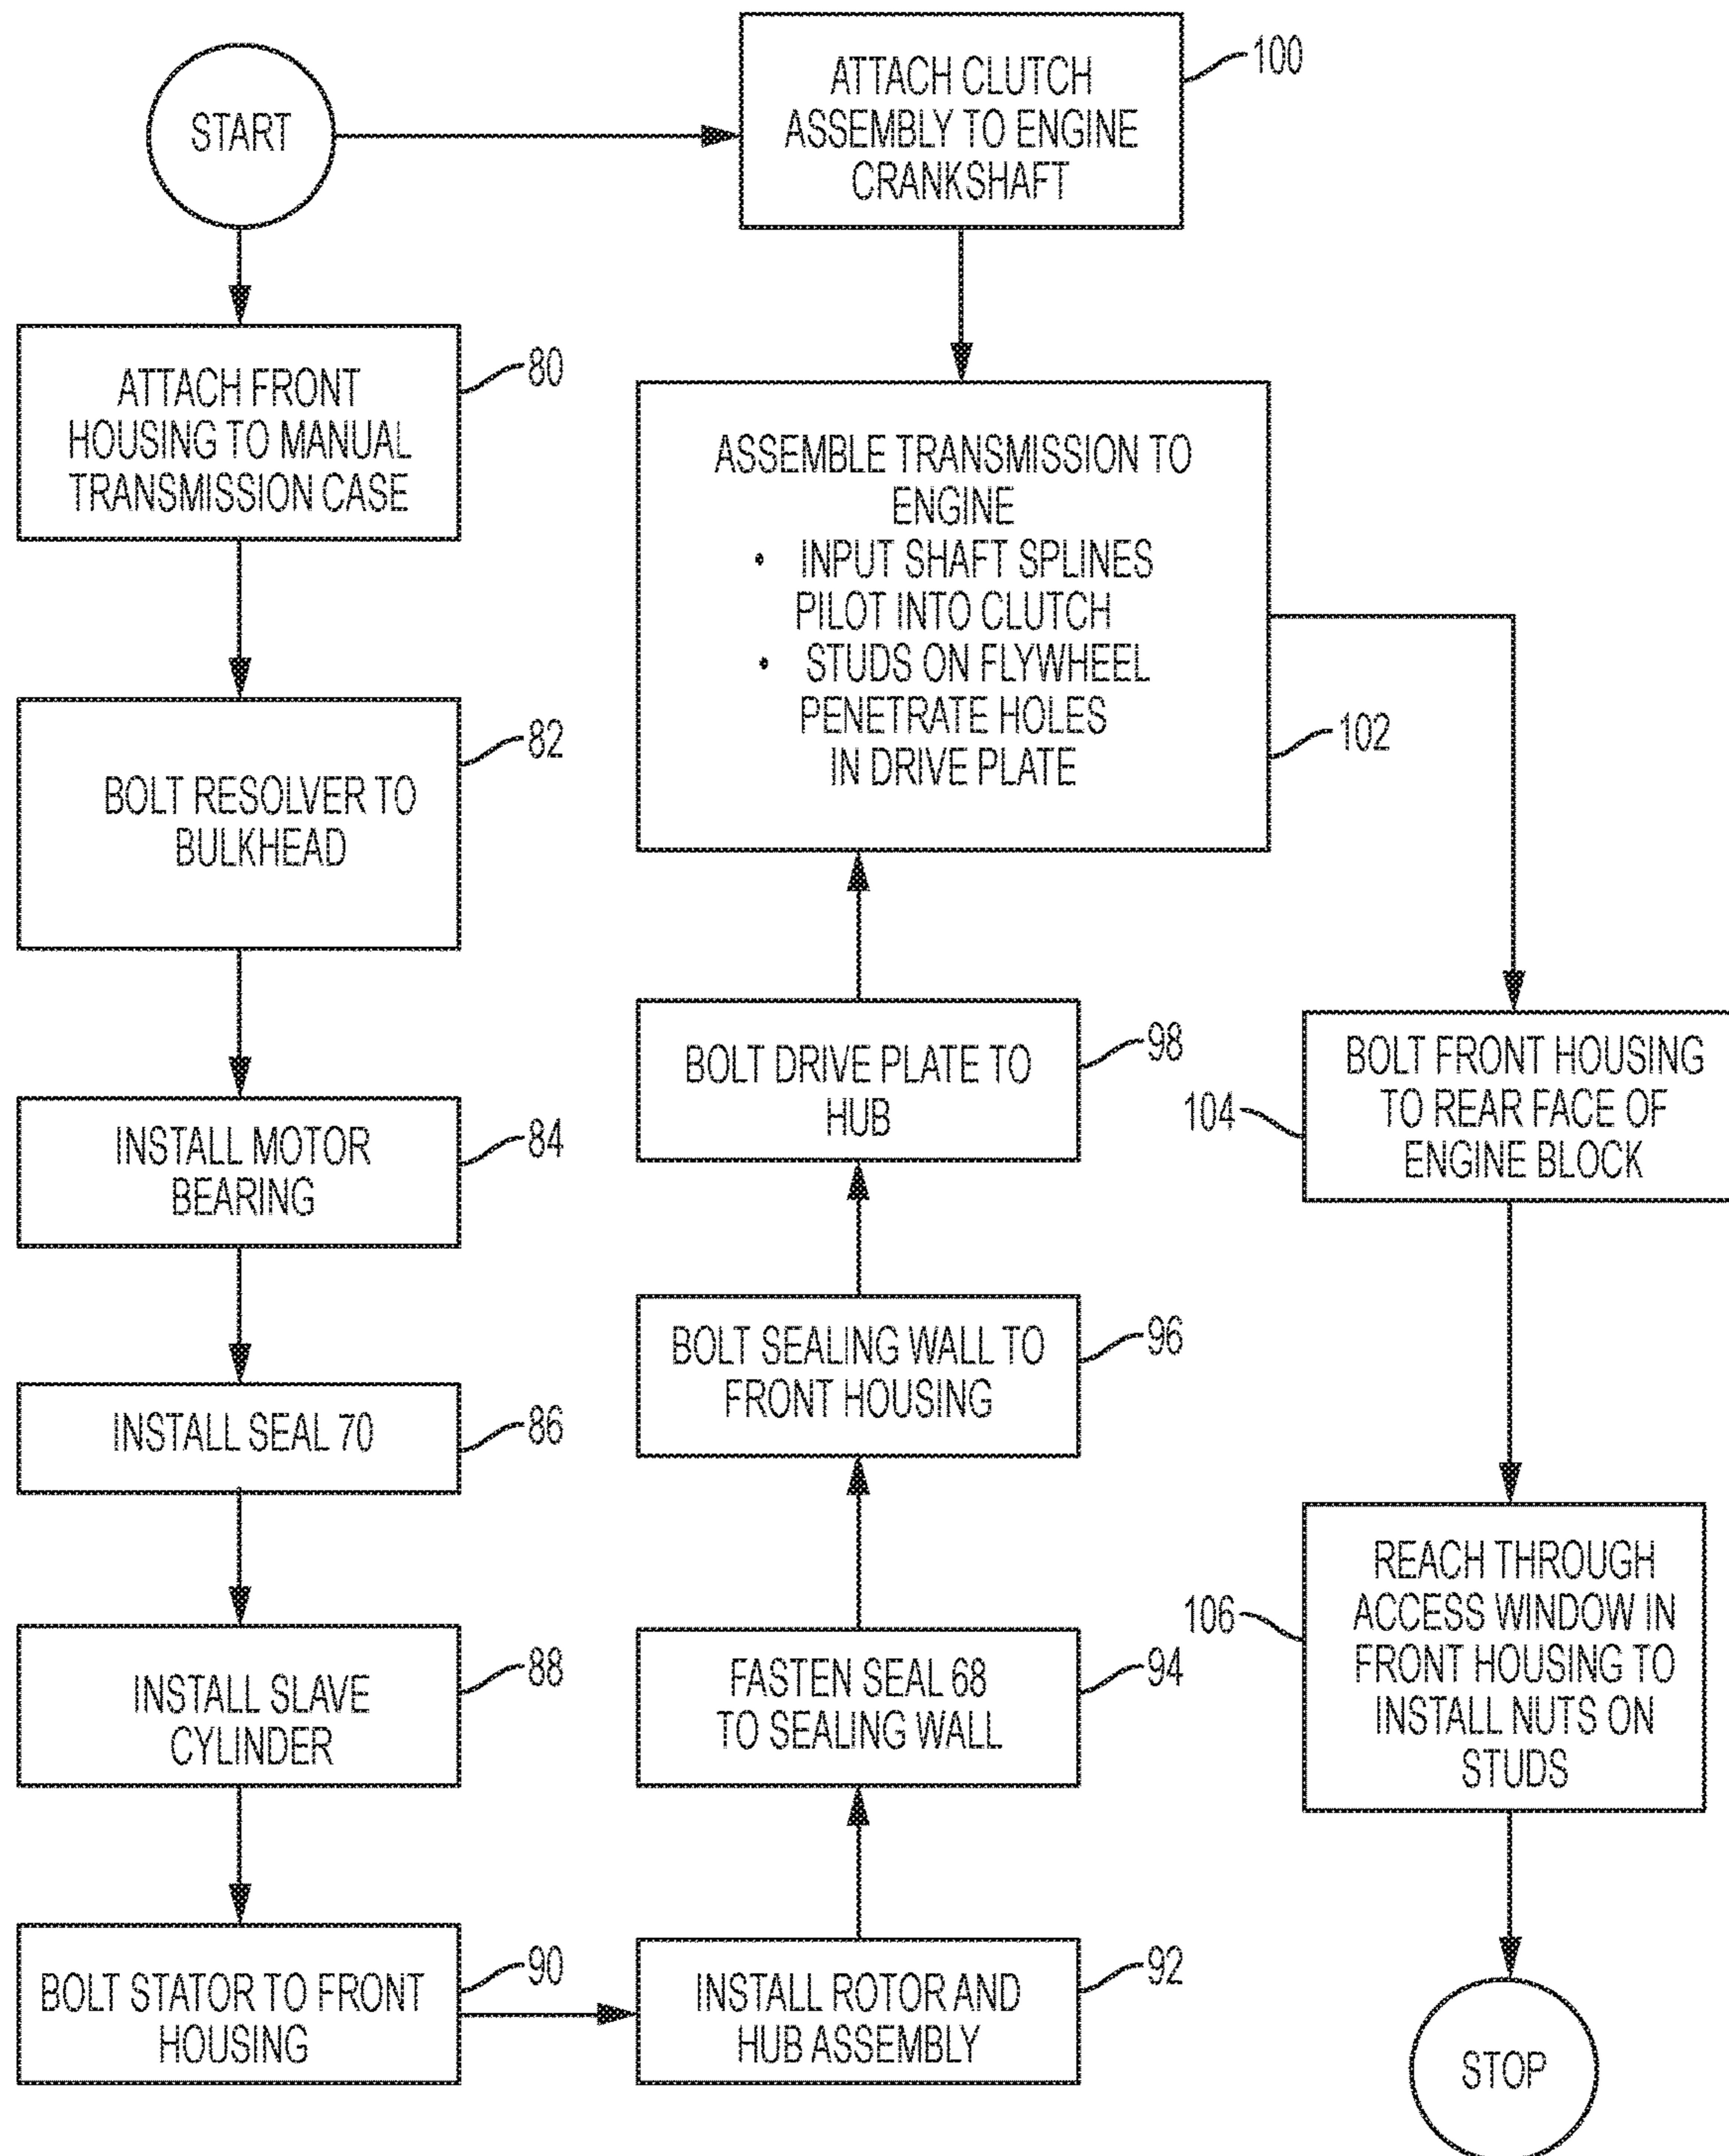 START
ATTACH CLUTCH
ASSEMBLY TO ENGINE
CRANKSHAFT
100
ATTACH FRONT
HOUSING TO MANUAL
TRANSMISSION CASE
80
BOLT RESOLVER TO
BULKHEAD
82
INSTALL MOTOR
BEARING
84
INSTALL SEAL 70
86
INSTALL SLAVE
CYLINDER
88
BOLT STATOR TO FRONT
HOUSING
90
INSTALL ROTOR AND
HUB ASSEMBLY
92
FASTEN SEAL 68
TO SEALING WALL
94
BOLT SEALING WALL TO
FRONT HOUSING
96
BOLT DRIVE PLATE TO
HUB
98
ASSEMBLE TRANSMISSION TO
ENGINE
• INPUT SHAFT SPLINES
PILOT INTO CLUTCH
• STUDS ON FLYWHEEL
PENETRATE HOLES
IN DRIVE PLATE
102
BOLT FRONT HOUSING
TO REAR FACE OF
ENGINE BLOCK
104
REACH THROUGH
ACCESS WINDOW IN
FRONT HOUSING TO
INSTALL NUTS ON
STUDS
106
STOP